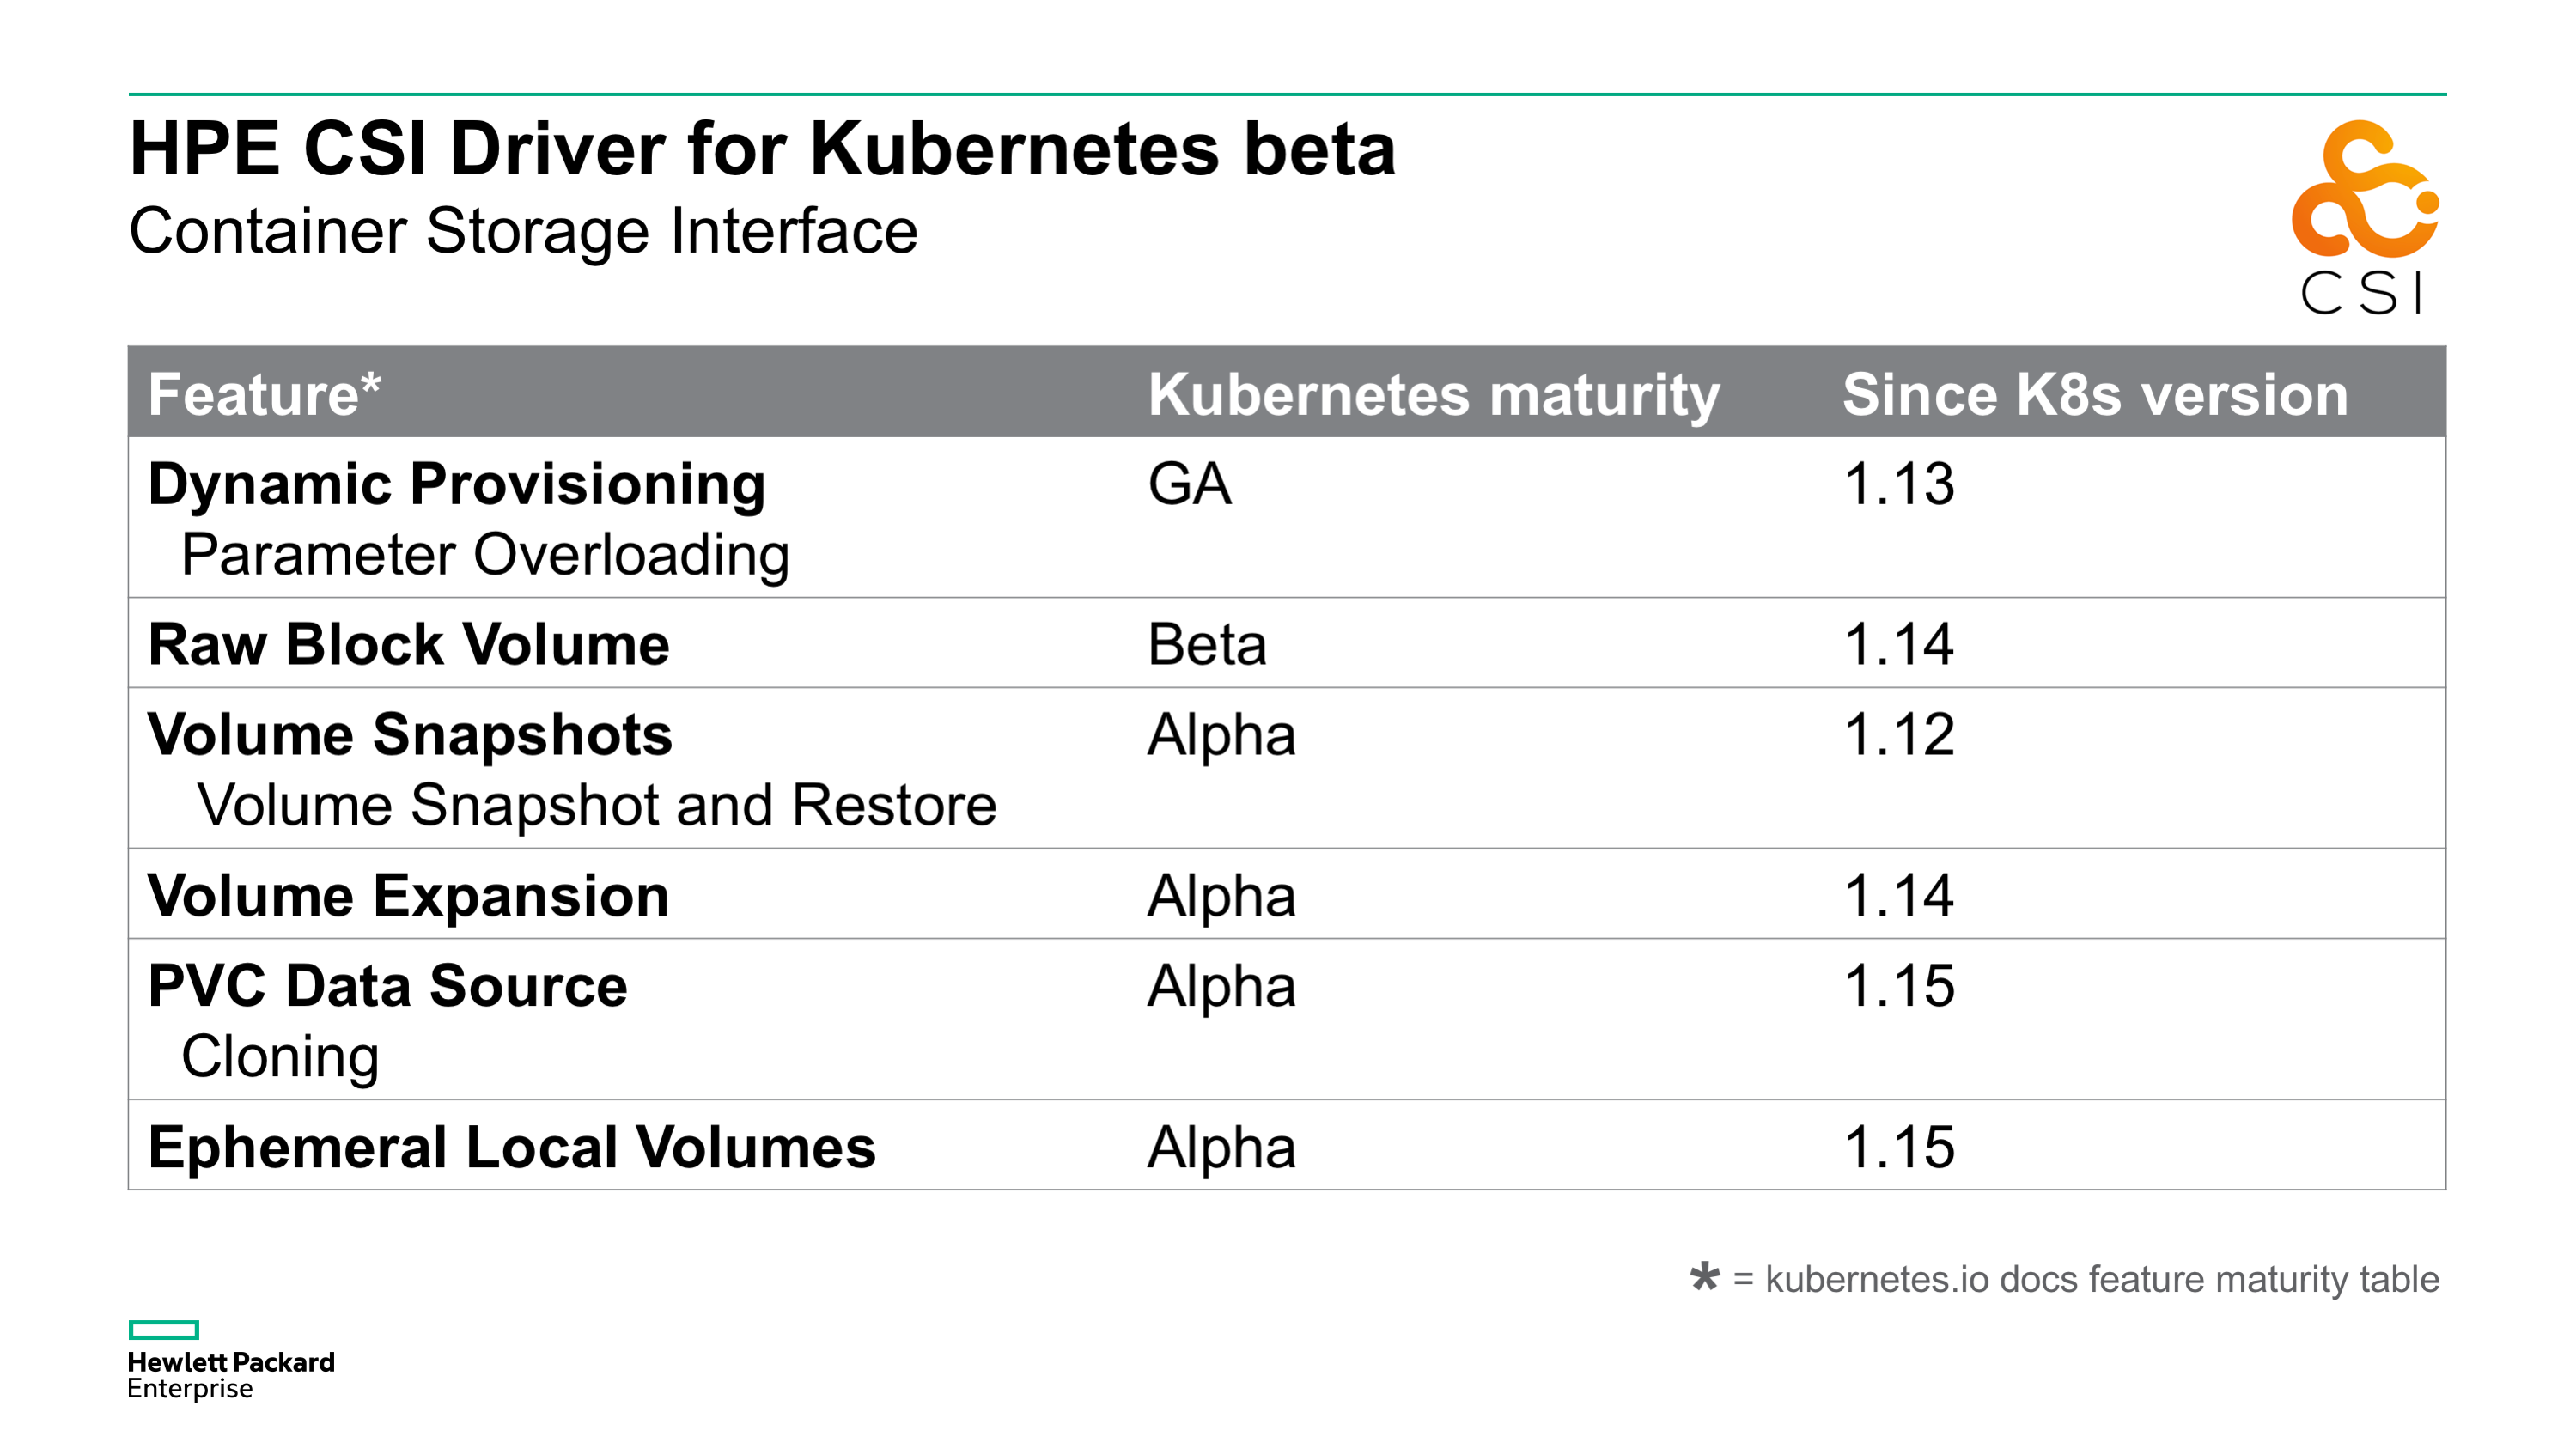 HPE CSI Driver for Kubernetes beta
Container Storage Interface
CSI
Feature* Kubernetes maturity Since K8s version
Dynamic Provisioning GA 1.13
Parameter Overloading
Raw Block Volume Beta 1.14
Volume Snapshots Alpha 1.12
Volume Snapshot and Restore
Volume Expansion Alpha 1.14
PVC Data Source Alpha 1.15
Cloning
Ephemeral Local Volumes Alpha 1.15
* = kubernetes.io docs feature maturity table
Hewlett Packard
Enterprise